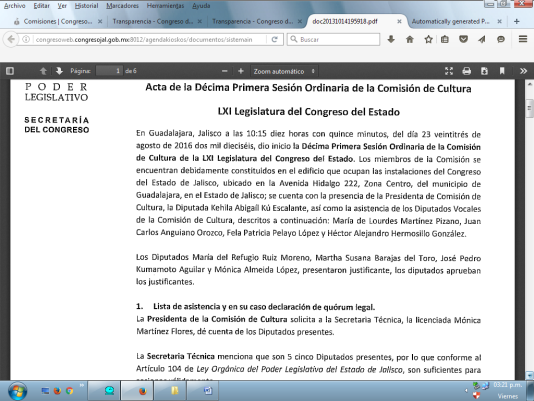 Archivo Editar Ver Historial Marcadores Herramientas Ayuda
Comisiones | Congreso... Transparencia - Congreso d... Transparencia - Congreso d... doc20131014195918.pdf Automatically generated P...
congresoweb.congresojal.gob.mx:8012/agendakioskos/documentos/sistemain Buscar
Página: 1 de 6 Zoom automático
PODER
LEGISLATIVO
SECRETARÍA
DEL CONGRESO
Acta de la Décima Primera Sesión Ordinaria de la Comisión de Cultura
LXI Legislatura del Congreso del Estado
En Guadalajara, Jalisco a las 10:15 diez horas con quince minutos, del día 23 veintitrés de
agosto de 2016 dos mil dieciséis, dio inicio la Décima Primera Sesión Ordinaria de la Comisión
de Cultura de la LXI Legislatura del Congreso del Estado. Los miembros de la Comisión se
encuentran debidamente constituidos en el edificio que ocupan las instalaciones del Congreso
del Estado de Jalisco, ubicado en la Avenida Hidalgo 222, Zona Centro, del municipio de
Guadalajara, en el Estado de Jalisco; se cuenta con la presencia de la Presidenta de Comisión de
Cultura, la Diputada Kehila Abigaíl Kú Escalante, así como la asistencia de los Diputados Vocales
de la Comisión de Cultura, descritos a continuación: María de Lourdes Martínez Pizano, Juan
Carlos Anguiano Orozco, Fela Patricia Pelayo López y Héctor Alejandro Hermosillo González.
Los Diputados María del Refugio Ruiz Moreno, Martha Susana Barajas del Toro, José Pedro
Kumamoto Aguilar y Mónica Almeida López, presentaron justificante, los diputados aprueban
los justificantes.
1. Lista de asistencia y en su caso declaración de quórum legal.
La Presidenta de la Comisión de Cultura solicita a la Secretaria Técnica, la licenciada Mónica
Martínez Flores, dé cuenta de los Diputados presentes.
La Secretaria Técnica menciona que son 5 cinco Diputados presentes, por lo que conforme al
Artículo 104 de Ley Orgánica del Poder Legislativo del Estado de Jalisco, son suficientes para
03:21 p.m.
Viernes